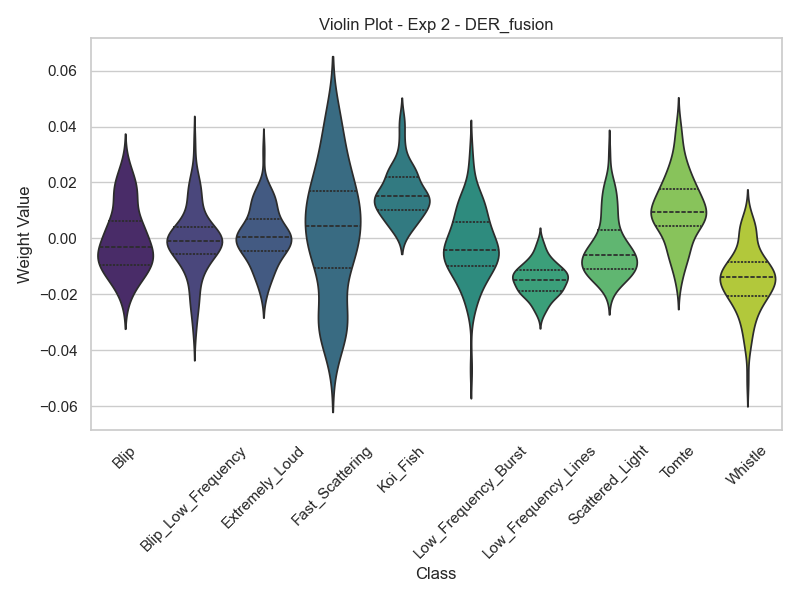 Violin Plot - Exp 2 - DER_fusion
Weight Value
0.06
0.04
0.02
0.00
−0.02
−0.04
−0.06
Blip
Blip_Low_Frequency
Extremely_Loud
Fast_Scattering
Koi_Fish
Low_Frequency_Burst
Low_Frequency_Lines
Scattered_Light
Tomte
Whistle
Class